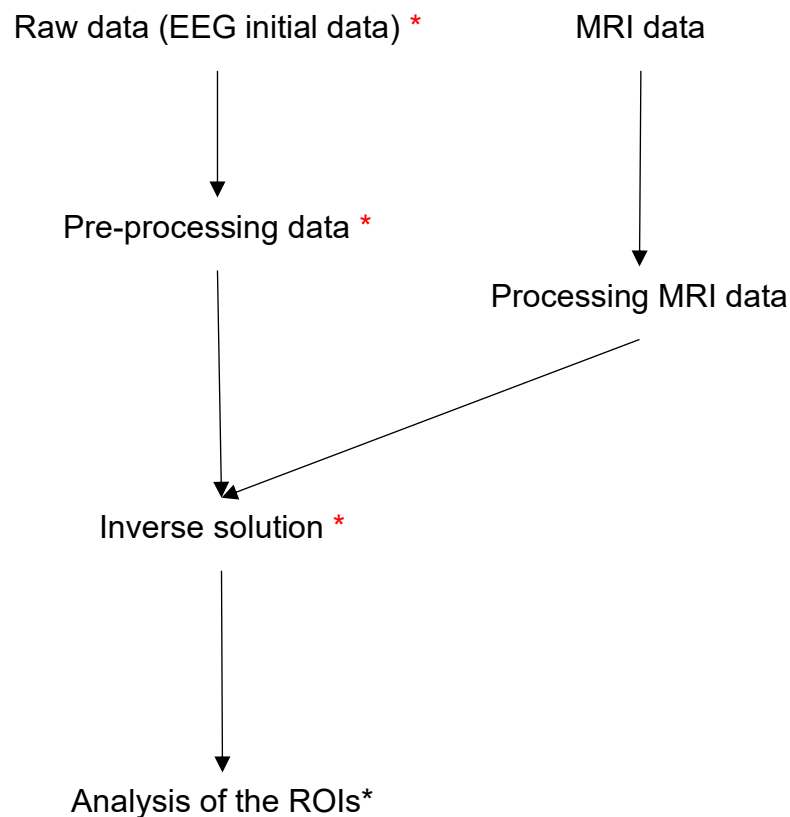 Raw data (EEG initial data) *
MRI data
Pre-processing data *
Processing MRI data
Inverse solution *
Analysis of the ROIs*